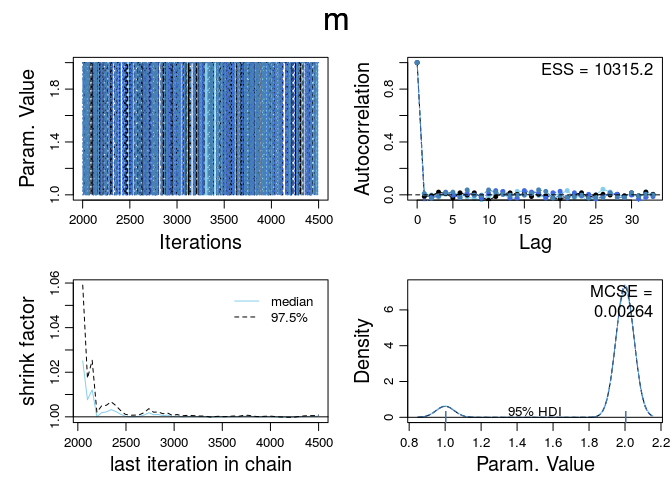 m
Param. Value
1.0 1.4 1.8
2000 2500 3000 3500 4000 4500
Iterations
Autocorrelation
0.0 0.4 0.8
ESS = 10315.2
0 5 10 15 20 25 30
Lag
shrink factor
1.00 1.02 1.04 1.06
median
97.5%
2000 2500 3000 3500 4000 4500
last iteration in chain
Density
0 2 4 6
MCSE =
0.00264
95% HDI
0.8 1.0 1.2 1.4 1.6 1.8 2.0 2.2
Param. Value